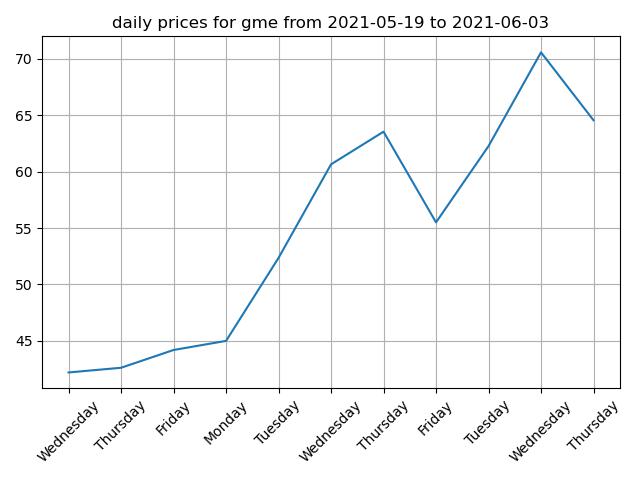 daily prices for gme from 2021-05-19 to 2021-06-03
70
65
60
55
50
45
Wednesday
Thursday
Friday
Monday
Tuesday
Wednesday
Thursday
Friday
Tuesday
Wednesday
Thursday